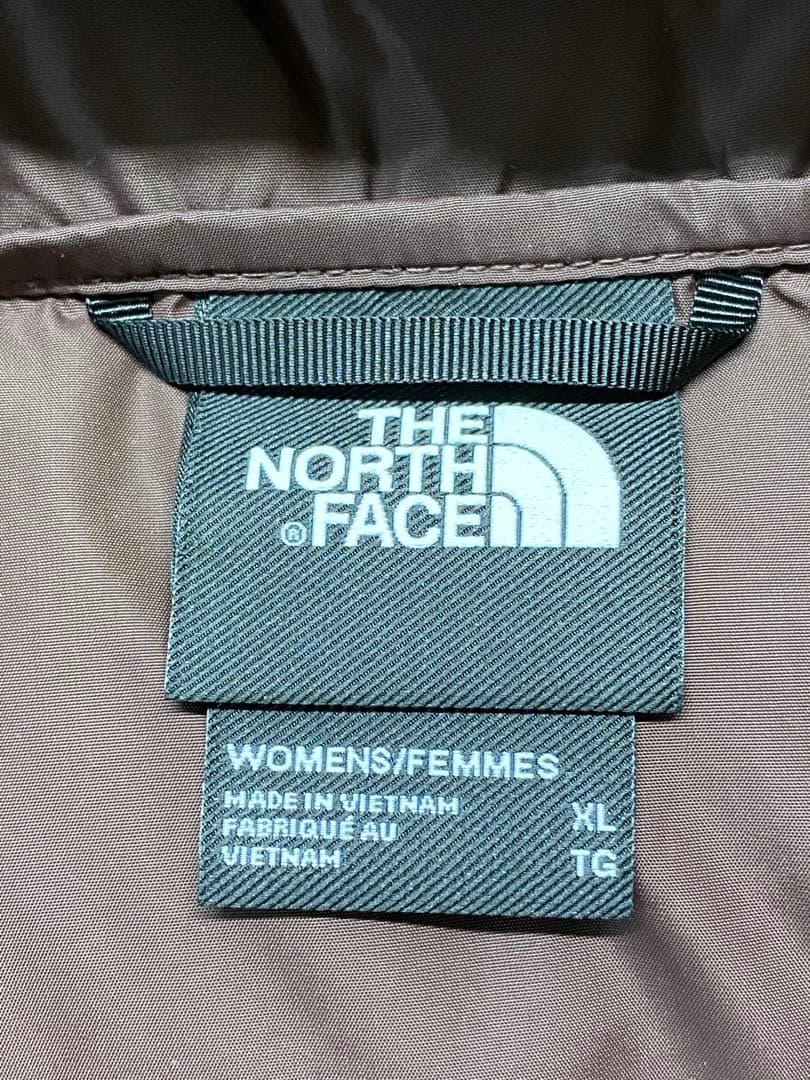 THE
NORTH
® FACE
WOMENS/FEMMES
MADE IN VIETNAM
FABRIQUÉ AU
VIETNAM
XL
TG